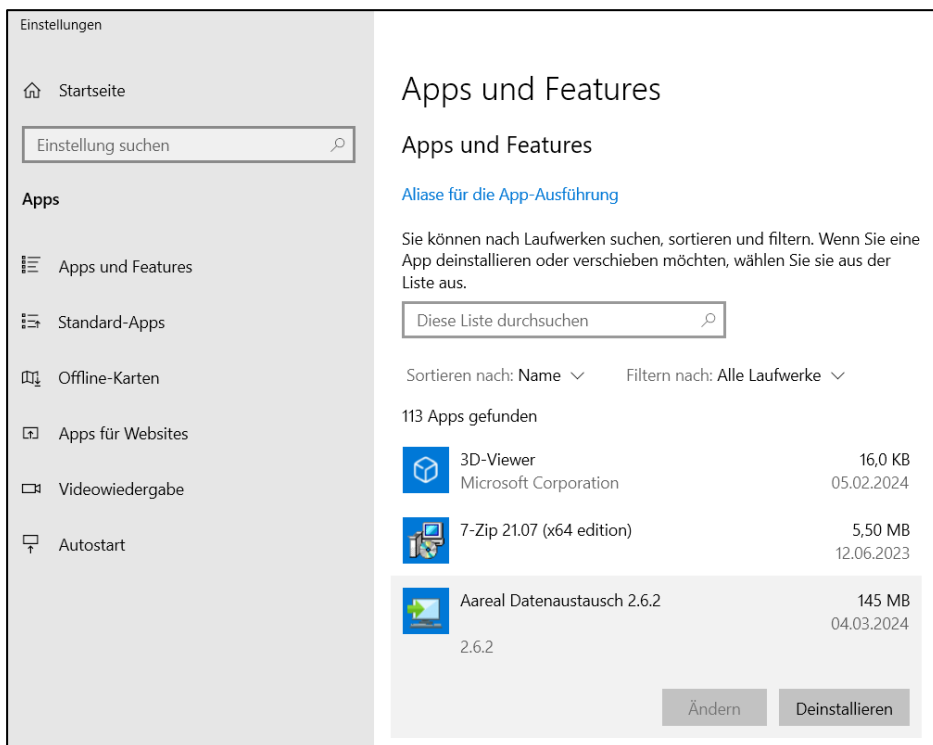 Einstellungen
Startseite
Einstellung suchen
Apps
Apps und Features
Standard-Apps
Offline-Karten
Apps für Websites
Videowiedergabe
Autostart
Apps und Features
Apps und Features
Aliase für die App-Ausführung
Sie können nach Laufwerken suchen, sortieren und filtern. Wenn Sie eine
App deinstallieren oder verschieben möchten, wählen Sie sie aus der
Liste aus.
Diese Liste durchsuchen
Sortieren nach: Name Filtern nach: Alle Laufwerke
113 Apps gefunden
3D-Viewer 16,0 KB
Microsoft Corporation 05.02.2024
7-Zip 21.07 (x64 edition) 5,50 MB
12.06.2023
Aareal Datenaustausch 2.6.2 145 MB
04.03.2024
2.6.2
Ändern Deinstallieren